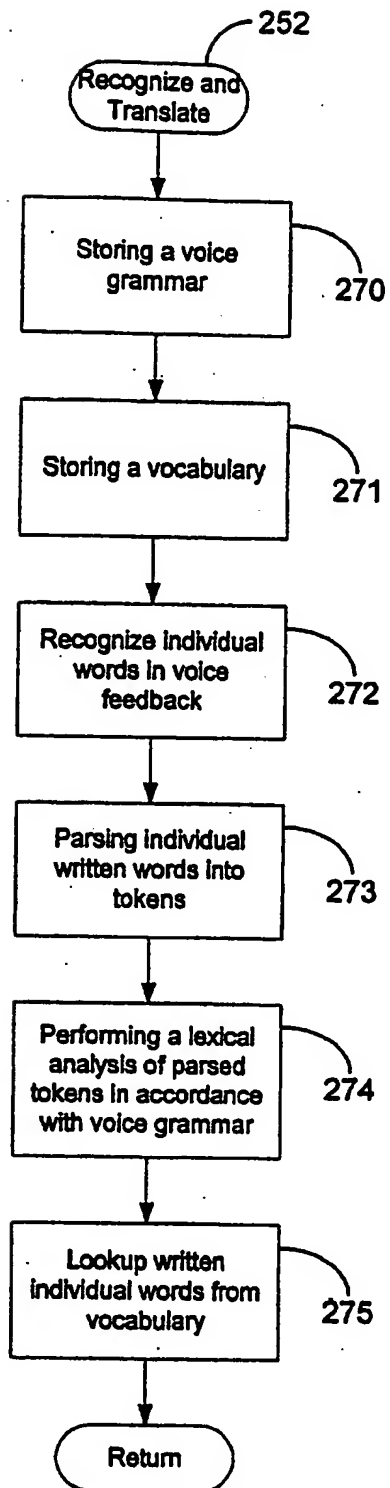 252
Recognize and
Translate
Storing a voice
grammar
270
Storing a vocabulary
271
Recognize individual
words in voice
feedback
272
Parsing individual
written words into
tokens
273
Performing a lexical
analysis of parsed
tokens in accordance
with voice grammar
274
Lookup written
individual words from
vocabulary
275
Return